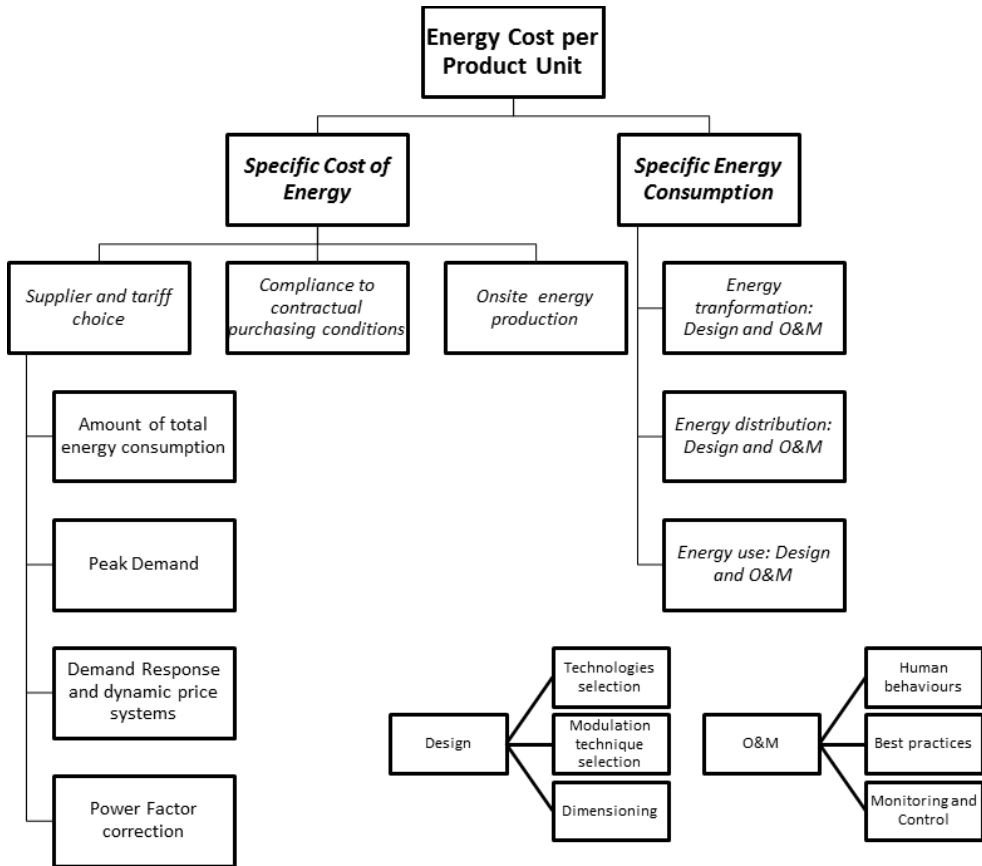 Energy Cost per
Product Unit
Specific Cost of
Energy
Specific Energy
Consumption
Supplier and tariff
choice
Compliance to
contractual
purchasing conditions
Onsite energy
production
Energy
tranformation:
Design and O&M
Amount of total
energy consumption
Energy distribution:
Design and O&M
Peak Demand
Energy use: Design
and O&M
Demand Response
and dynamic price
systems
Power Factor
correction
Design
Technologies
selection
Modulation
technique
selection
Dimensioning
O&M
Human
behaviours
Best practices
Monitoring and
Control